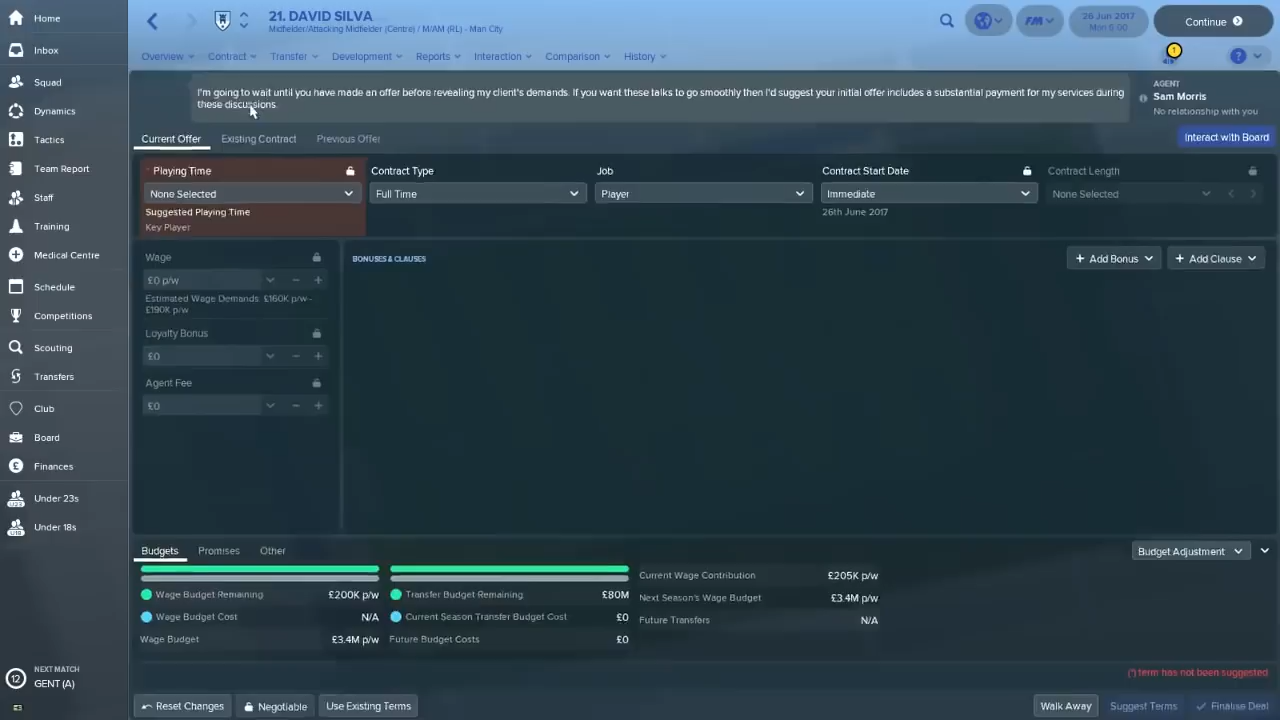 Home
Inbox
Squad
Dynamics
Tactics
Team Report
Staff
Training
Medical Centre
Schedule
Competitions
Scouting
Transfers
Club
Board
Finances
Under 23s
Under 18s
12
NEXT MATCH
GENT (A)
21. DAVID SILVA
Midfielder/Attacking Midfielder (Centre) / M/AM (RL) - Man City
FM
26 Jun 2017
Mon 9:00
Continue
Overview
Contract
Transfer
Development
Reports
Interaction
Comparison
History
1
?
I'm going to wait until you have made an offer before revealing my client's demands. If you want these talks to go smoothly then I'd suggest your initial offer includes a substantial payment for my services during
these discussions.
AGENT
Sam Morris
No relationship with you
Current Offer
Existing Contract
Previous Offer
Interact with Board
* Playing Time
None Selected
Suggested Playing Time
Key Player
Contract Type
Full Time
Job
Player
Contract Start Date
Immediate
26th June 2017
Contract Length
None Selected
Wage
£0 p/w
Estimated Wage Demands £160K p/w-
£190K p/w
Loyalty Bonus
£0
Agent Fee
£0
BONUSES & CLAUSES
+ Add Bonus
+ Add Clause
Budgets
Promises
Other
Budget Adjustment
Wage Budget Remaining £200K p/w
Wage Budget Cost N/A
Wage Budget £3.4M p/w
Transfer Budget Remaining £80M
Current Season Transfer Budget Cost £0
Future Budget Costs £0
Current Wage Contribution £205K p/w
Next Season's Wage Budget £3.4M p/w
Future Transfers N/A
(*) term has not been suggested
Reset Changes
Negotiable
Use Existing Terms
Walk Away
Suggest Terms
Finalise Deal